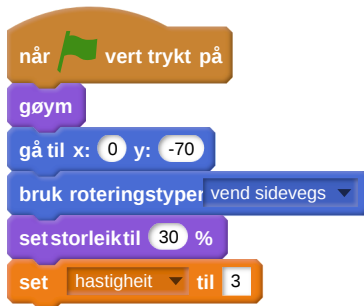 når vert trykt på
gøym
gå til x: 0 y: -70
bruk roteringstypen vend sidevegs
set storleik til 30 %
set hastigheit til 3